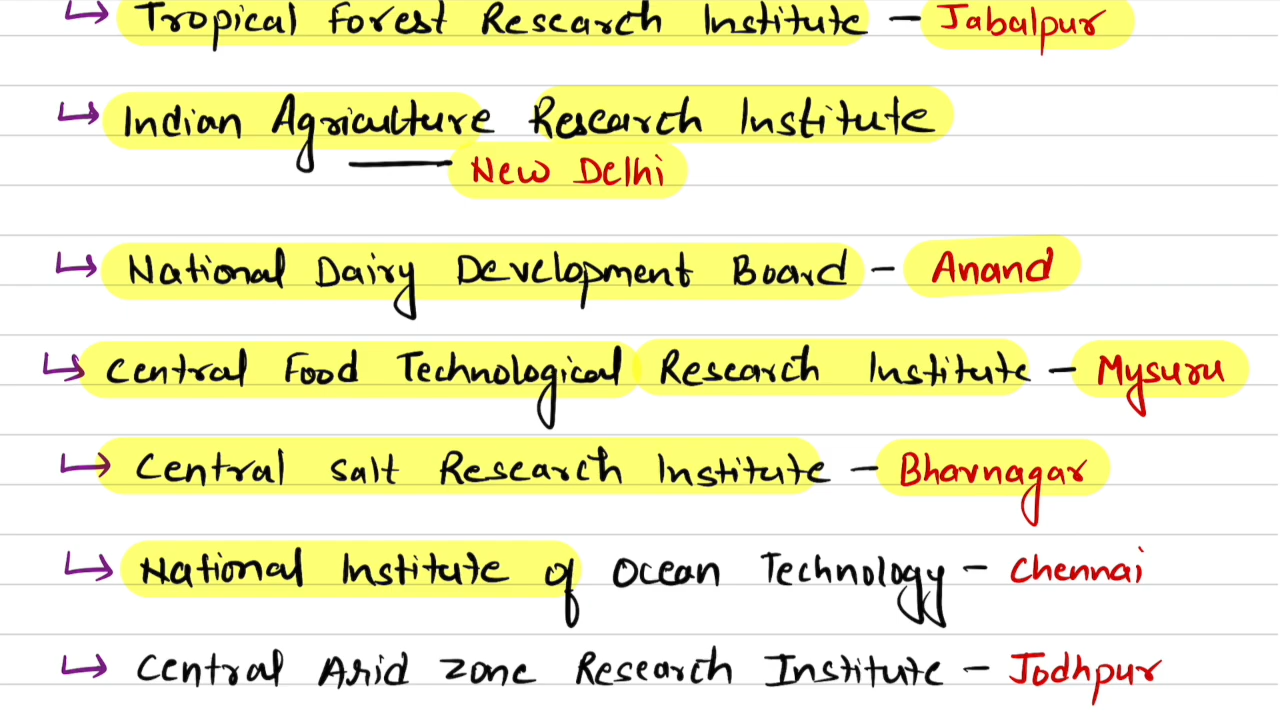 ↳ Tropical Forest Research Institute - Jabalpur
↳ Indian Agriculture Research Institute
— New Delhi
↳ National Dairy Development Board - Anand
↳ Central Food Technological Research Institute - Mysuru
↳ Central Salt Research Institute - Bhavnagar
↳ National Institute of Ocean Technology - Chennai
↳ Central Arid Zone Research Institute - Jodhpur